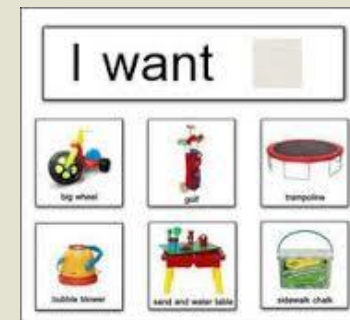 I want
big wheel
golf
trampoline
bubble blower
sand and water table
sidewalk chalk